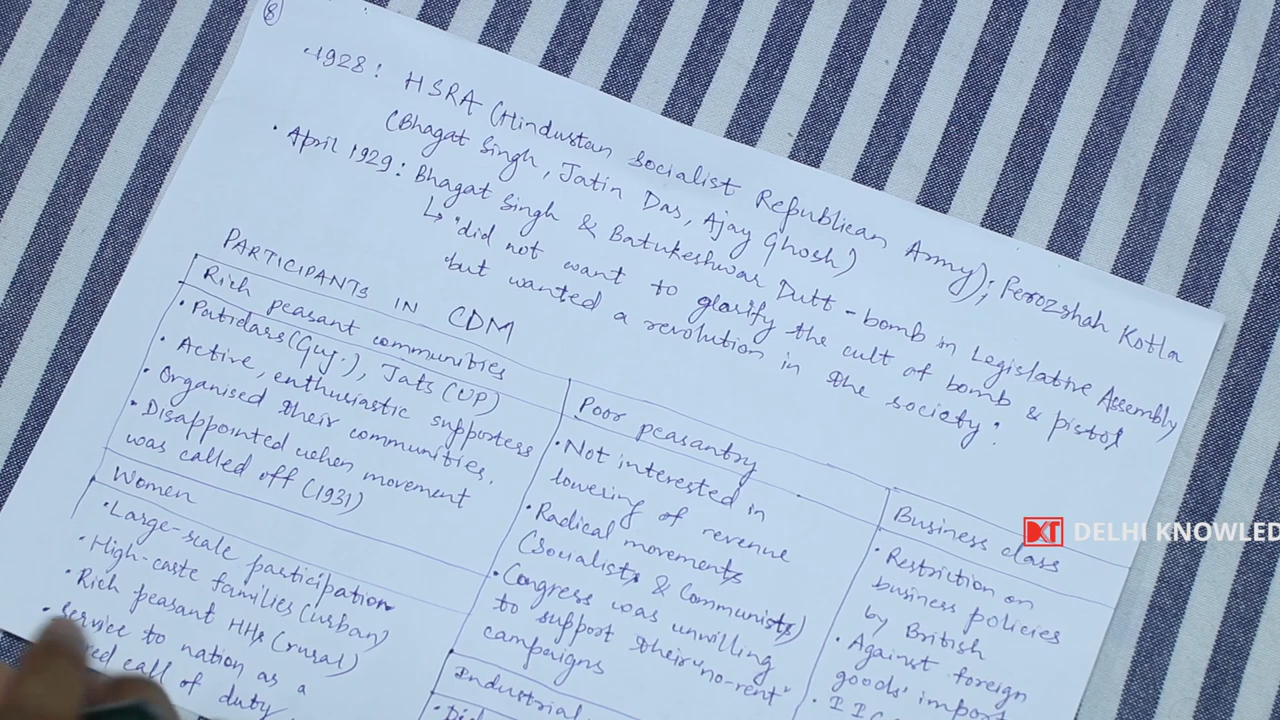 8
• 1928: HSRA (Hindustan Socialist Republican Army); Ferozshah Kotla
(Bhagat Singh, Jatin Das, Ajay Ghosh)
• April 1929: Bhagat Singh & Batukeshwar Dutt - bomb in Legislative Assembly
↳ "did not want to glorify the cult of bomb & pistol
but wanted a revolution in the society."
PARTICIPANTS IN CDM
Rich peasant communities
• Patidars (Guj.), Jats (UP)
• Active, enthusiastic supporters
• Organised their communities.
• Disappointed when movement
was called off (1931)
Women
• Large-scale participation
• High-caste families (urban)
• Rich peasant HHs (rural)
• Service to nation as a
call of duty.
Poor peasantry
• Not interested in
lowering of revenue
• Radical movements
(Socialists & Communists)
• Congress was unwilling
to support their "no-rent"
campaigns
Industrial
Business class
• Restriction on
business policies
by British
• Against foreign
goods' import
DELHI KNOWLED